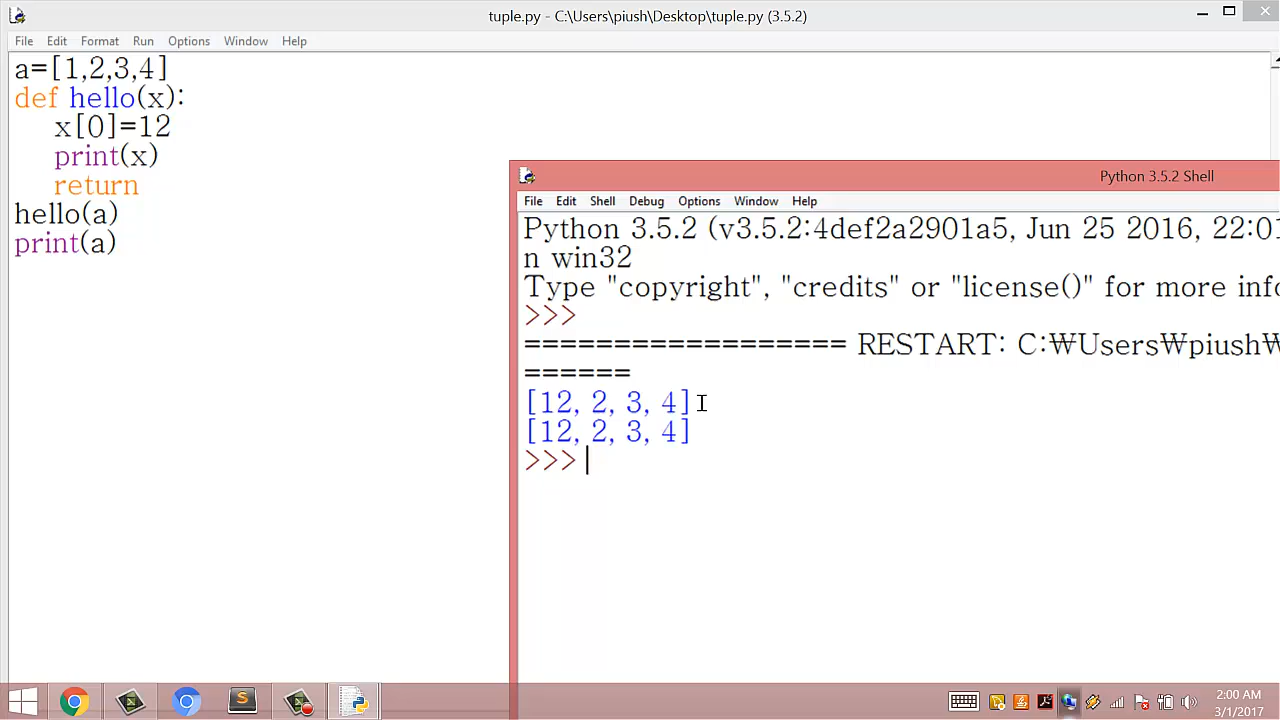 tuple.py - C:\Users\piush\Desktop\tuple.py (3.5.2)
File Edit Format Run Options Window Help
a=[1,2,3,4]
def hello(x):
    x[0]=12
    print(x)
    return
hello(a)
print(a)
Python 3.5.2 Shell
File Edit Shell Debug Options Window Help
Python 3.5.2 (v3.5.2:4def2a2901a5, Jun 25 2016, 22:01
n win32
Type "copyright", "credits" or "license()" for more info
>>>
================== RESTART: C:₩Users₩piush₩
======
[12, 2, 3, 4]
[12, 2, 3, 4]
>>>
S
2:00 AM
3/1/2017